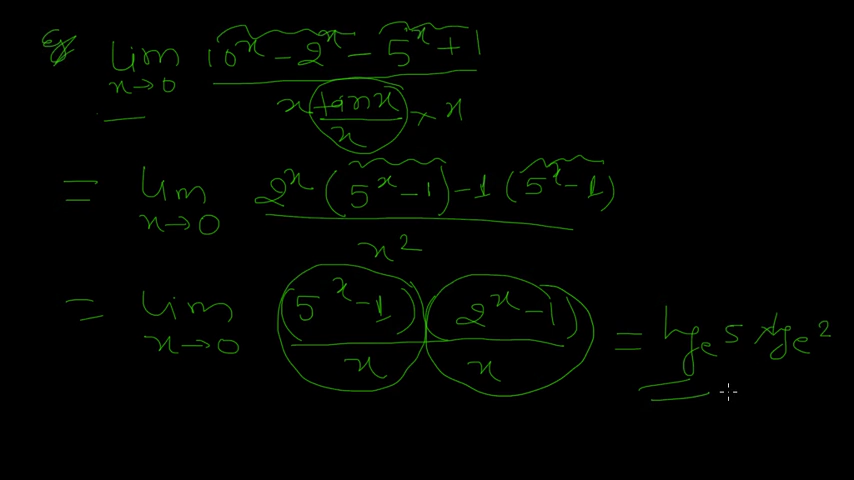 Eg lim x→0 (10^x - 2^x - 5^x + 1) / (x (tan x / x) × x)
= lim x→0 (2^x (5^x - 1) - 1 (5^x - 1)) / x^2
= lim x→0 ((5^x - 1) / x) ((2^x - 1) / x) = log_e 5 × log_e 2